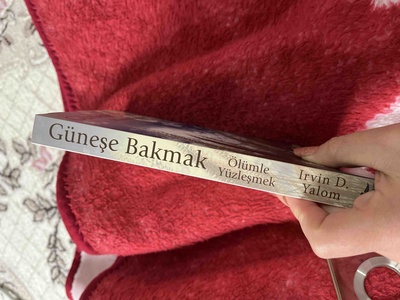 Güneşe Bakmak
Ölümle
Yüzleşmek
Irvin D.
Yalom